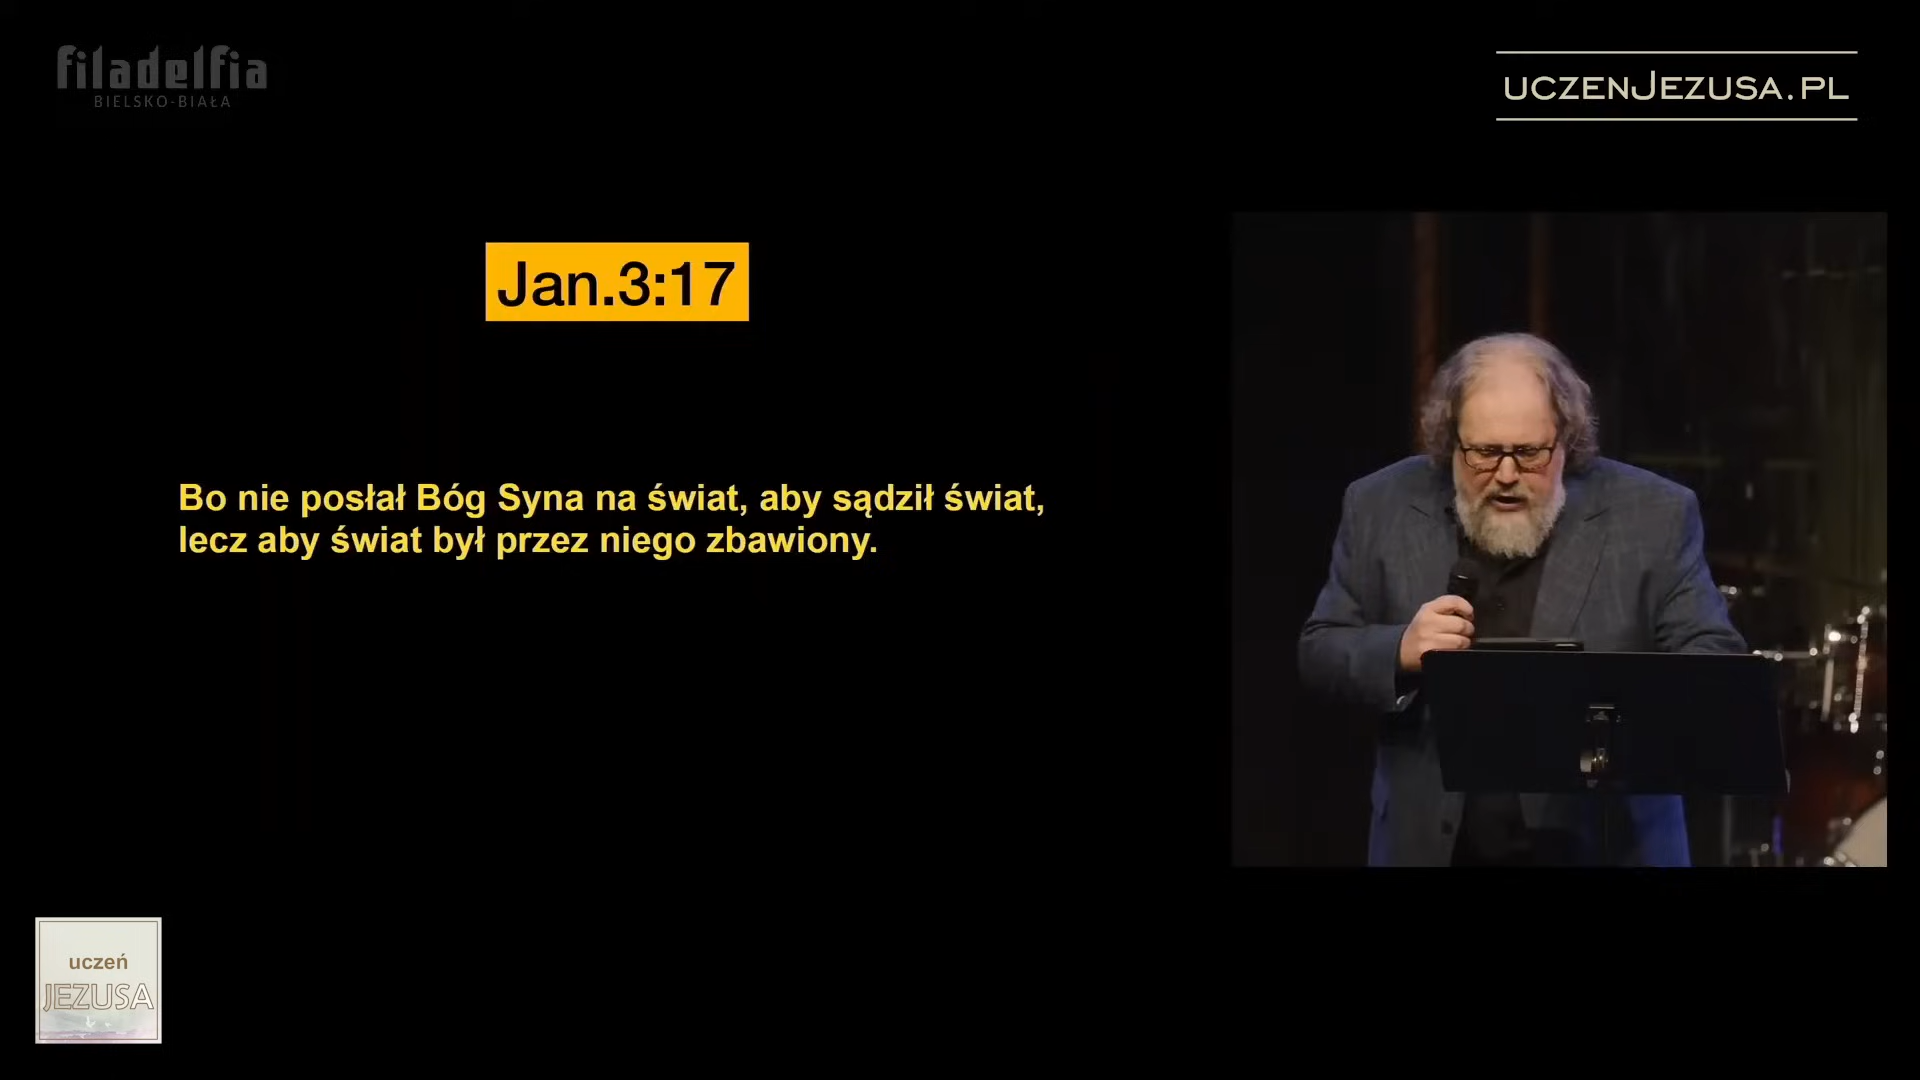 filadelfia
BIELSKO-BIAŁA
UCZENJEZUSA.PL
Jan.3:17
Bo nie posłał Bóg Syna na świat, aby sądził świat,
lecz aby świat był przez niego zbawiony.
uczeń
JEZUSA